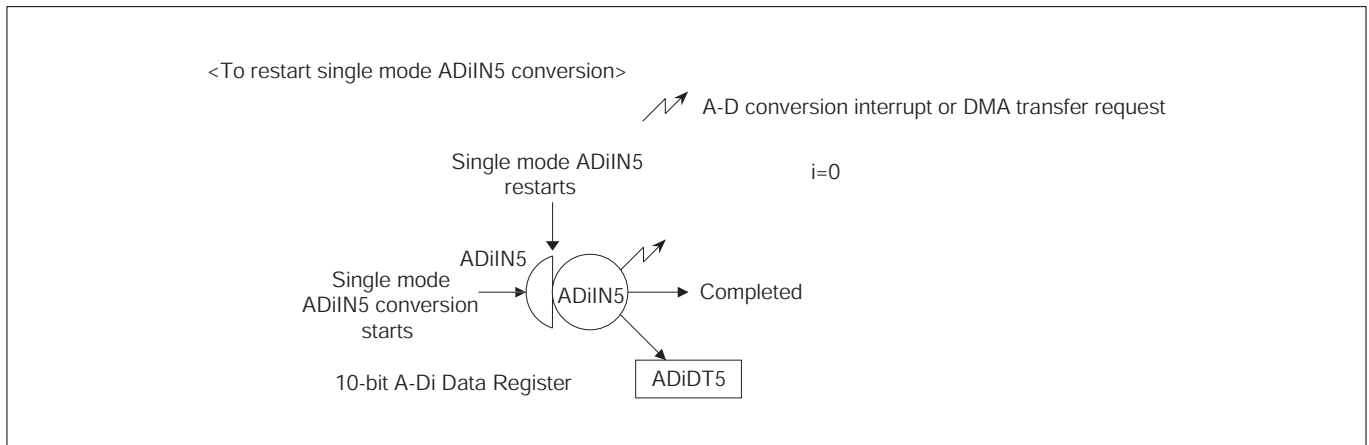 <To restart single mode ADiIN5 conversion>
A-D conversion interrupt or DMA transfer request
Single mode ADiIN5
restarts
i=0
ADiIN5
Single mode
ADiIN5 conversion
starts
ADiIN5
Completed
10-bit A-Di Data Register
ADiDT5